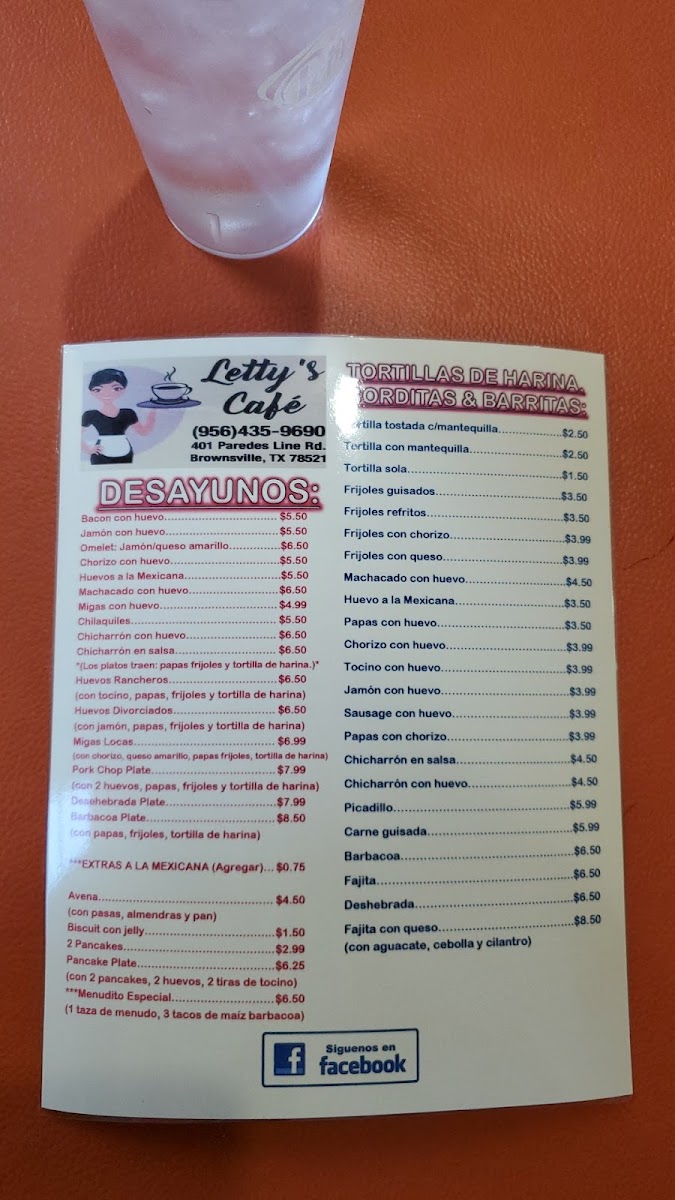 Letty's
Café
(956)435-9690
401 Paredes Line Rd.
Brownsville, TX 78521
DESAYUNOS:
Bacon con huevo.............................. $5.50
Jamón con huevo.............................. $5.50
Omelet: Jamón/queso amarillo.............. $6.50
Chorizo con huevo............................ $5.50
Huevos a la Mexicana......................... $5.50
Machacado con huevo.......................... $6.50
Migas con huevo.............................. $4.99
Chilaquiles.................................. $5.50
Chicharrón con huevo......................... $6.50
Chicharrón en salsa.......................... $6.50
*(Los platos traen: papas frijoles y tortilla de harina.)*
Huevos Rancheros............................. $6.50
(con tocino, papas, frijoles y tortilla de harina)
Huevos Divorciados........................... $6.50
(con jamón, papas, frijoles y tortilla de harina)
Migas Locas.................................. $6.99
(con chorizo, queso amarillo, papas frijoles, tortilla de harina)
Pork Chop Plate.............................. $7.99
(con 2 huevos, papas, frijoles y tortilla de harina)
Desehebrada Plate............................ $7.99
Barbacoa Plate............................... $8.50
(con papas, frijoles, tortilla de harina)
***EXTRAS A LA MEXICANA (Agregar)... $0.75
Avena........................................ $4.50
(con pasas, almendras y pan)
Biscuit con jelly............................ $1.50
2 Pancakes................................... $2.99
Pancake Plate................................ $6.25
(con 2 pancakes, 2 huevos, 2 tiras de tocino)
***Menudito Especial......................... $6.50
(1 taza de menudo, 3 tacos de maíz barbacoa)
TORTILLAS DE HARINA,
GORDITAS & BARRITAS:
Tortilla tostada c/mantequilla............... $2.50
Tortilla con mantequilla..................... $2.50
Tortilla sola................................ $1.50
Frijoles guisados............................ $3.50
Frijoles refritos............................ $3.50
Frijoles con chorizo......................... $3.99
Frijoles con queso........................... $3.99
Machacado con huevo.......................... $4.50
Huevo a la Mexicana.......................... $3.50
Papas con huevo.............................. $3.50
Chorizo con huevo............................ $3.99
Tocino con huevo............................. $3.99
Jamón con huevo.............................. $3.99
Sausage con huevo............................ $3.99
Papas con chorizo............................ $3.99
Chicharrón en salsa.......................... $4.50
Chicharrón con huevo......................... $4.50
Picadillo.................................... $5.99
Carne guisada................................ $5.99
Barbacoa..................................... $6.50
Fajita....................................... $6.50
Deshebrada................................... $6.50
Fajita con queso............................. $8.50
(con aguacate, cebolla y cilantro)
Siguenos en
f facebook